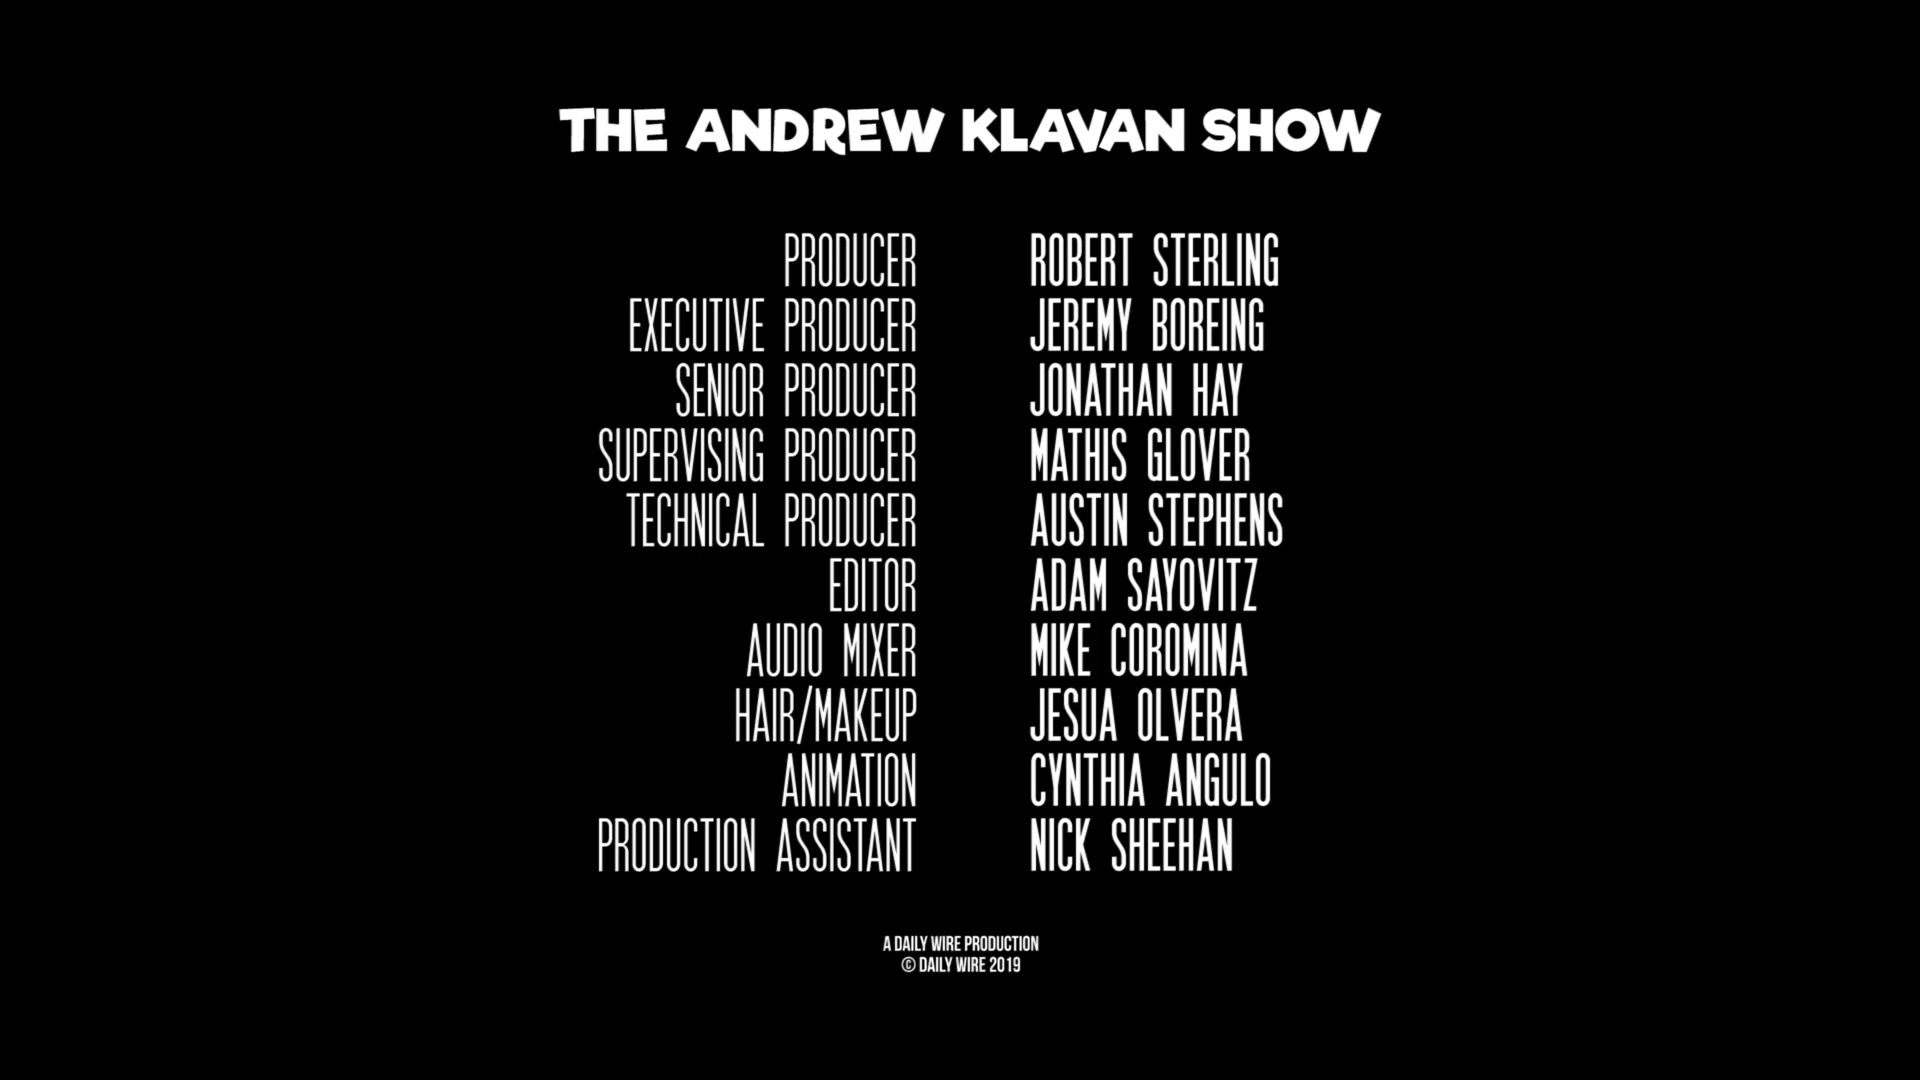 THE ANDREW KLAVAN SHOW
PRODUCER ROBERT STERLING
EXECUTIVE PRODUCER JEREMY BOREING
SENIOR PRODUCER JONATHAN HAY
SUPERVISING PRODUCER MATHIS GLOVER
TECHNICAL PRODUCER AUSTIN STEPHENS
EDITOR ADAM SAYOVITZ
AUDIO MIXER MIKE COROMINA
HAIR/MAKEUP JESUA OLVERA
ANIMATION CYNTHIA ANGULO
PRODUCTION ASSISTANT NICK SHEEHAN
A DAILY WIRE PRODUCTION
© DAILY WIRE 2019